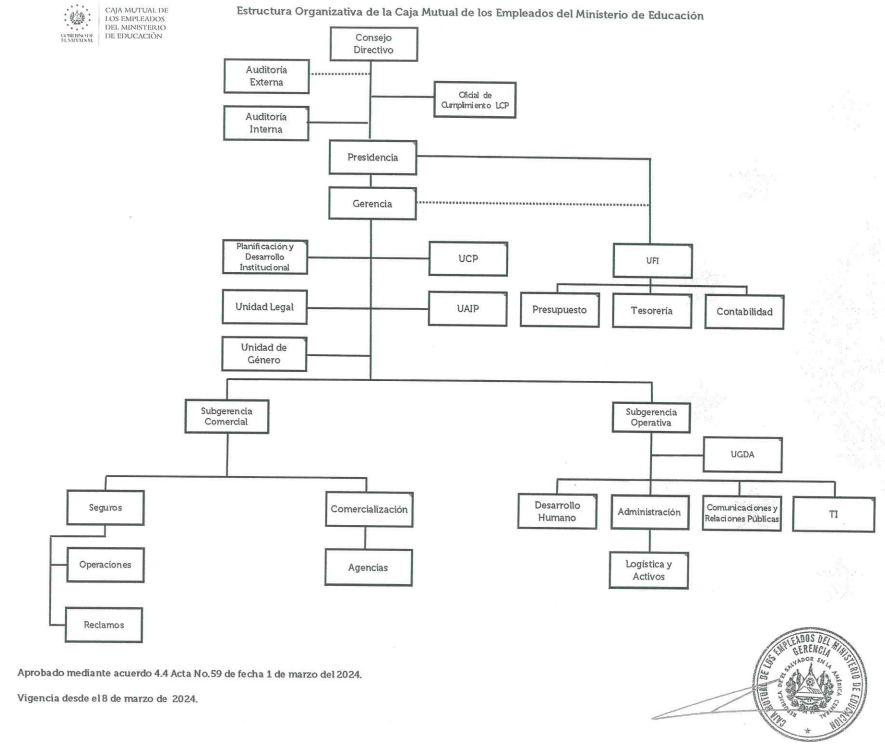 Estructura Organizativa de la Caja Mutual de los Empleados del Ministerio de Educación
CAJA MUTUAL DE
LOS EMPLEADOS
DEL MINISTERIO
DE EDUCACIÓN
GOBIERNO DE
EL SALVADOR
Consejo
Directivo
Auditoría
Externa
Oficial de
Cumplimiento LCP
Auditoría
Interna
Presidencia
Gerencia
Planificación y
Desarrollo
Institucional
UCP
UFI
Unidad Legal
UAIP
Presupuesto
Tesorería
Contabilidad
Unidad de
Género
Subgerencia
Comercial
Subgerencia
Operativa
UGDA
Seguros
Comercialización
Desarrollo
Humano
Administración
Comunicaciones y
Relaciones Públicas
TI
Operaciones
Agencias
Logística y
Activos
Reclamos
Aprobado mediante acuerdo 4.4 Acta No.59 de fecha 1 de marzo del 2024.
Vigencia desde el 8 de marzo de 2024.
CAJA MUTUAL DE LOS EMPLEADOS DEL MINISTERIO DE EDUCACION
GERENCIA
REPÚBLICA DE EL SALVADOR EN LA AMÉRICA CENTRAL